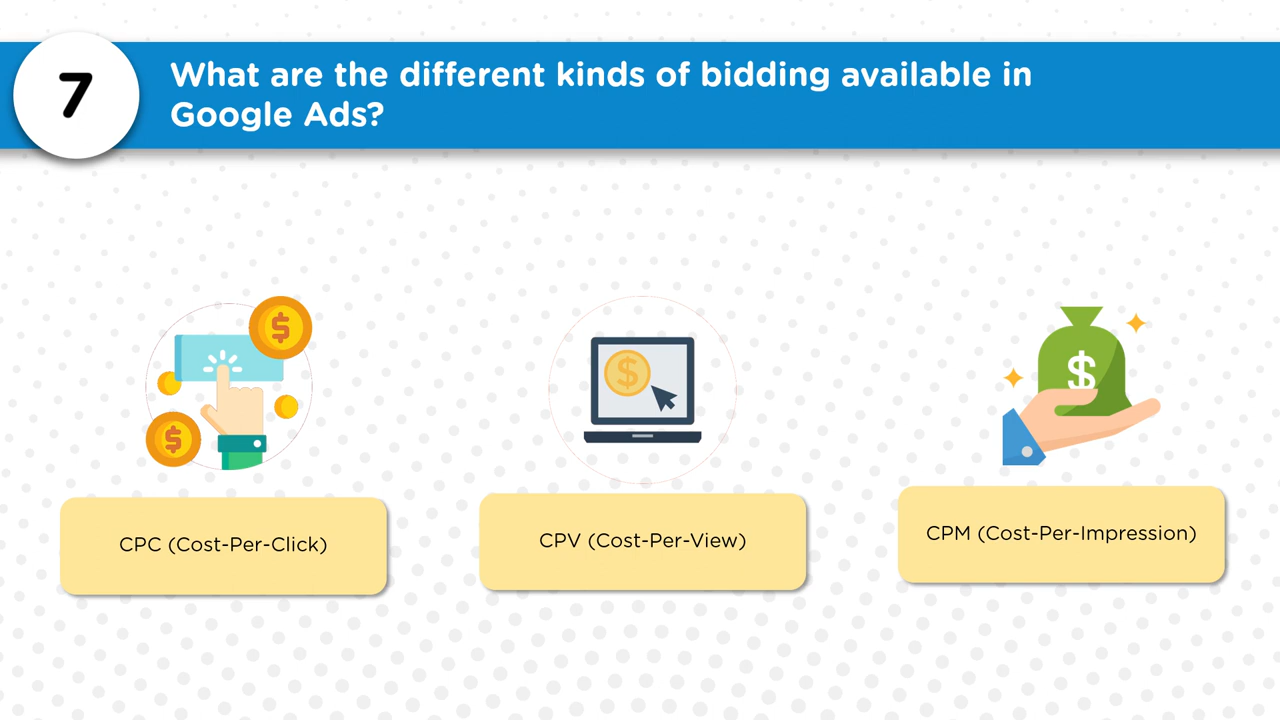 7
What are the different kinds of bidding available in
Google Ads?
$
$
$
$
CPC (Cost-Per-Click)
CPV (Cost-Per-View)
CPM (Cost-Per-Impression)